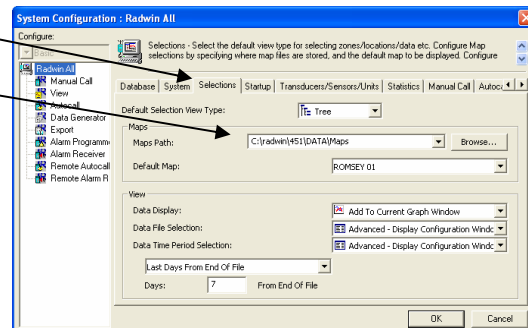 System Configuration : Radwin All
Configure:
Basic
Selections - Select the default view type for selecting zones/locations/data etc. Configure Map
selections by specifying where map files are stored, and the default map to be displayed. Configure
Radwin All
Manual Call
View
Autocall
Data Generator
Export
Alarm Programm
Alarm Receiver
Remote Autocall
Remote Alarm R
Database
System
Selections
Startup
Transducers/Sensors/Units
Statistics
Manual Call
Autoc
Default Selection View Type:
Tree
Maps
Maps Path:
C:\radwin\451\DATA\Maps
Browse...
Default Map:
ROMSEY 01
View
Data Display:
Add To Current Graph Window
Data File Selection:
Advanced - Display Configuration Windc
Data Time Period Selection:
Advanced - Display Configuration Windc
Last Days From End Of File
Days:
7
From End Of File
OK
Cancel